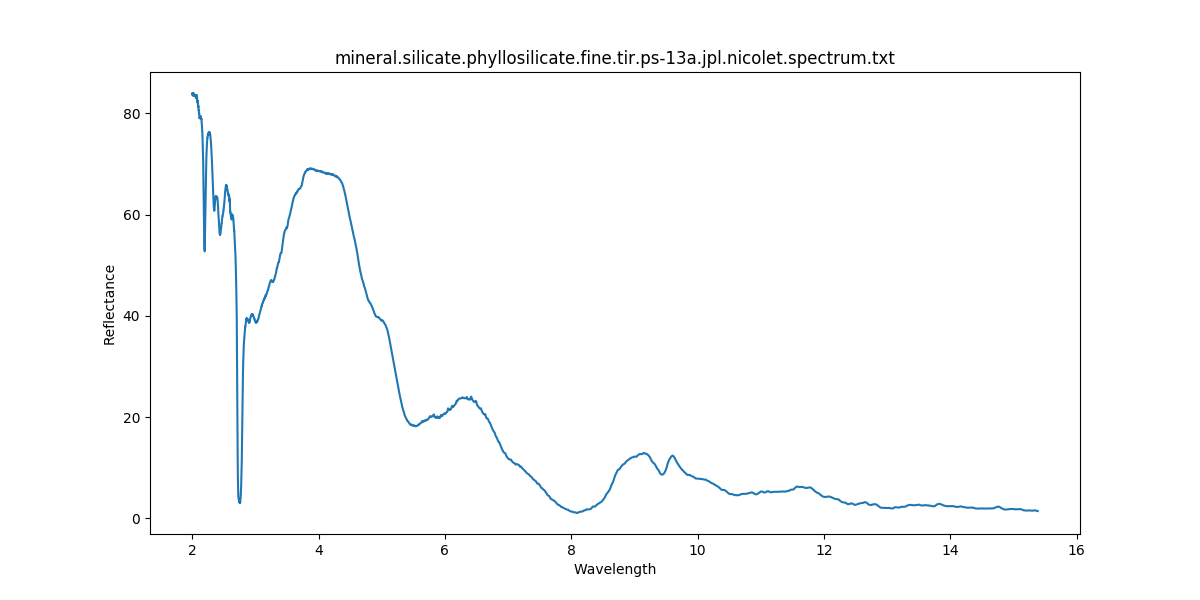 mineral.silicate.phyllosilicate.fine.tir.ps-13a.jpl.nicolet.spectrum.txt
80
60
40
20
0
Reflectance
2 4 6 8 10 12 14 16
Wavelength